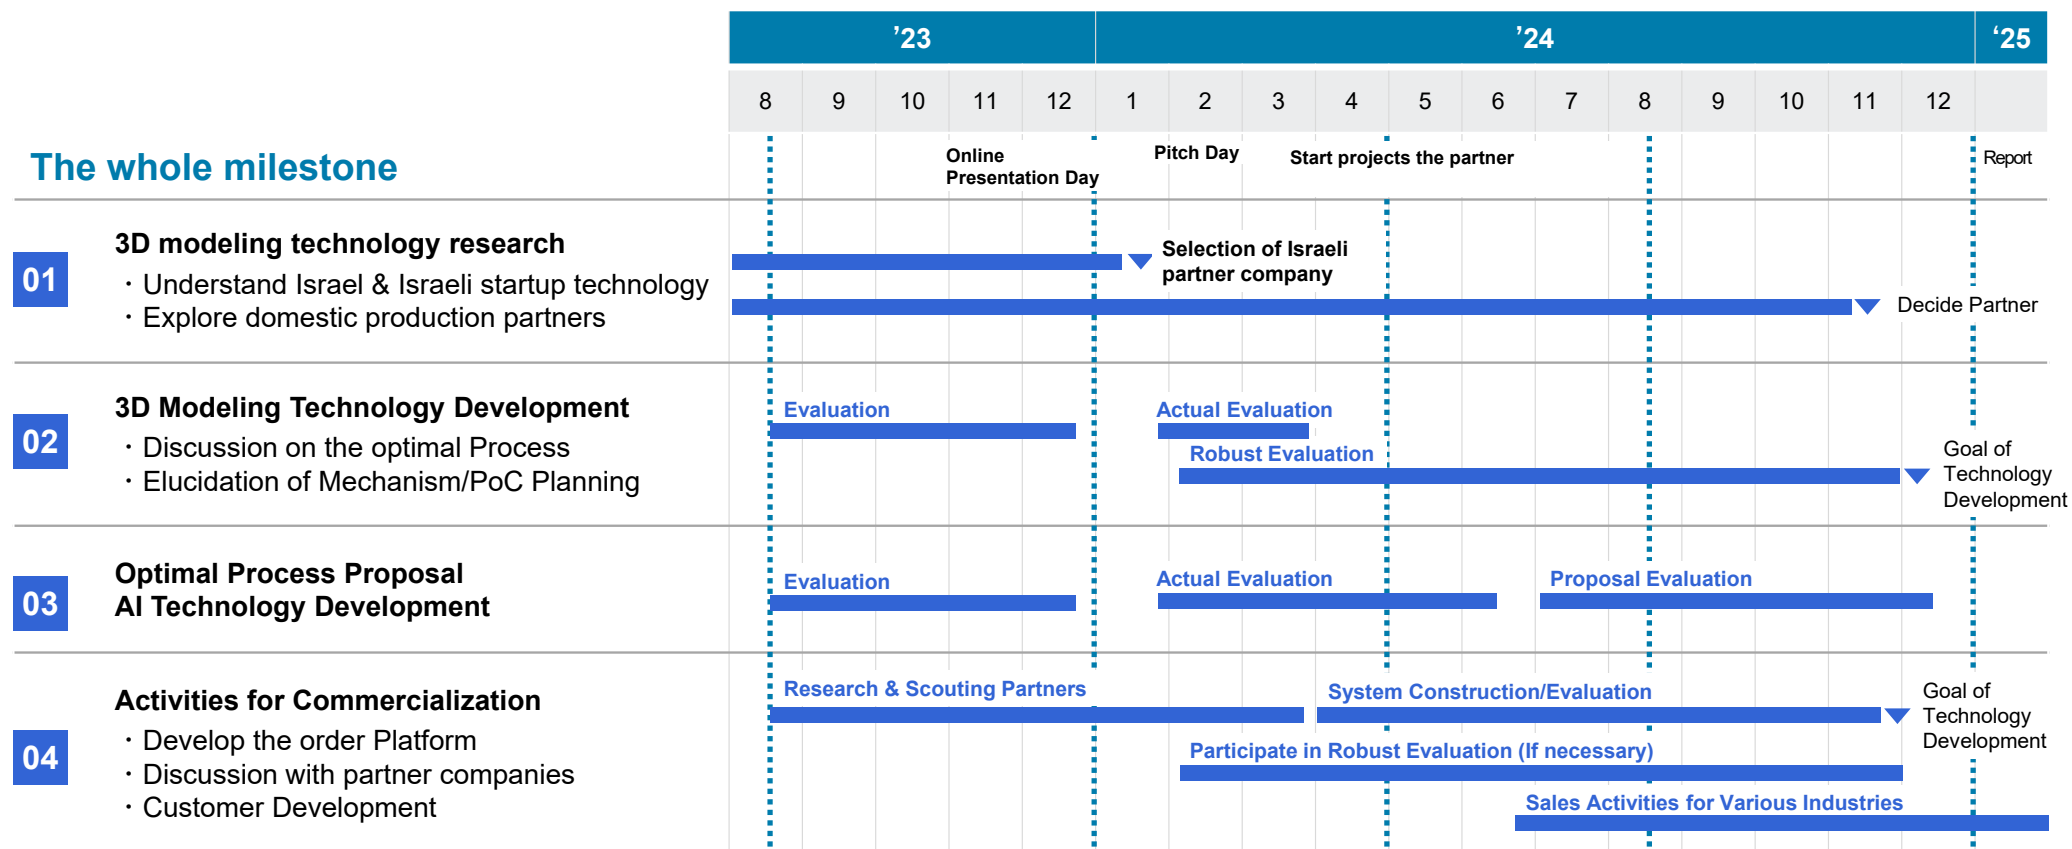 ’23
’24
‘25
8 9 10 11 12 1 2 3 4 5 6 7 8 9 10 11 12
The whole milestone
Online
Presentation Day
Pitch Day
Start projects the partner
Report
01
3D modeling technology research
・Understand Israel & Israeli startup technology
・Explore domestic production partners
Selection of Israeli
partner company
Decide Partner
02
3D Modeling Technology Development
・Discussion on the optimal Process
・Elucidation of Mechanism/PoC Planning
Evaluation
Actual Evaluation
Robust Evaluation
Goal of
Technology
Development
03
Optimal Process Proposal
AI Technology Development
Evaluation
Actual Evaluation
Proposal Evaluation
04
Activities for Commercialization
・Develop the order Platform
・Discussion with partner companies
・Customer Development
Research & Scouting Partners
System Construction/Evaluation
Goal of
Technology
Development
Participate in Robust Evaluation (If necessary)
Sales Activities for Various Industries